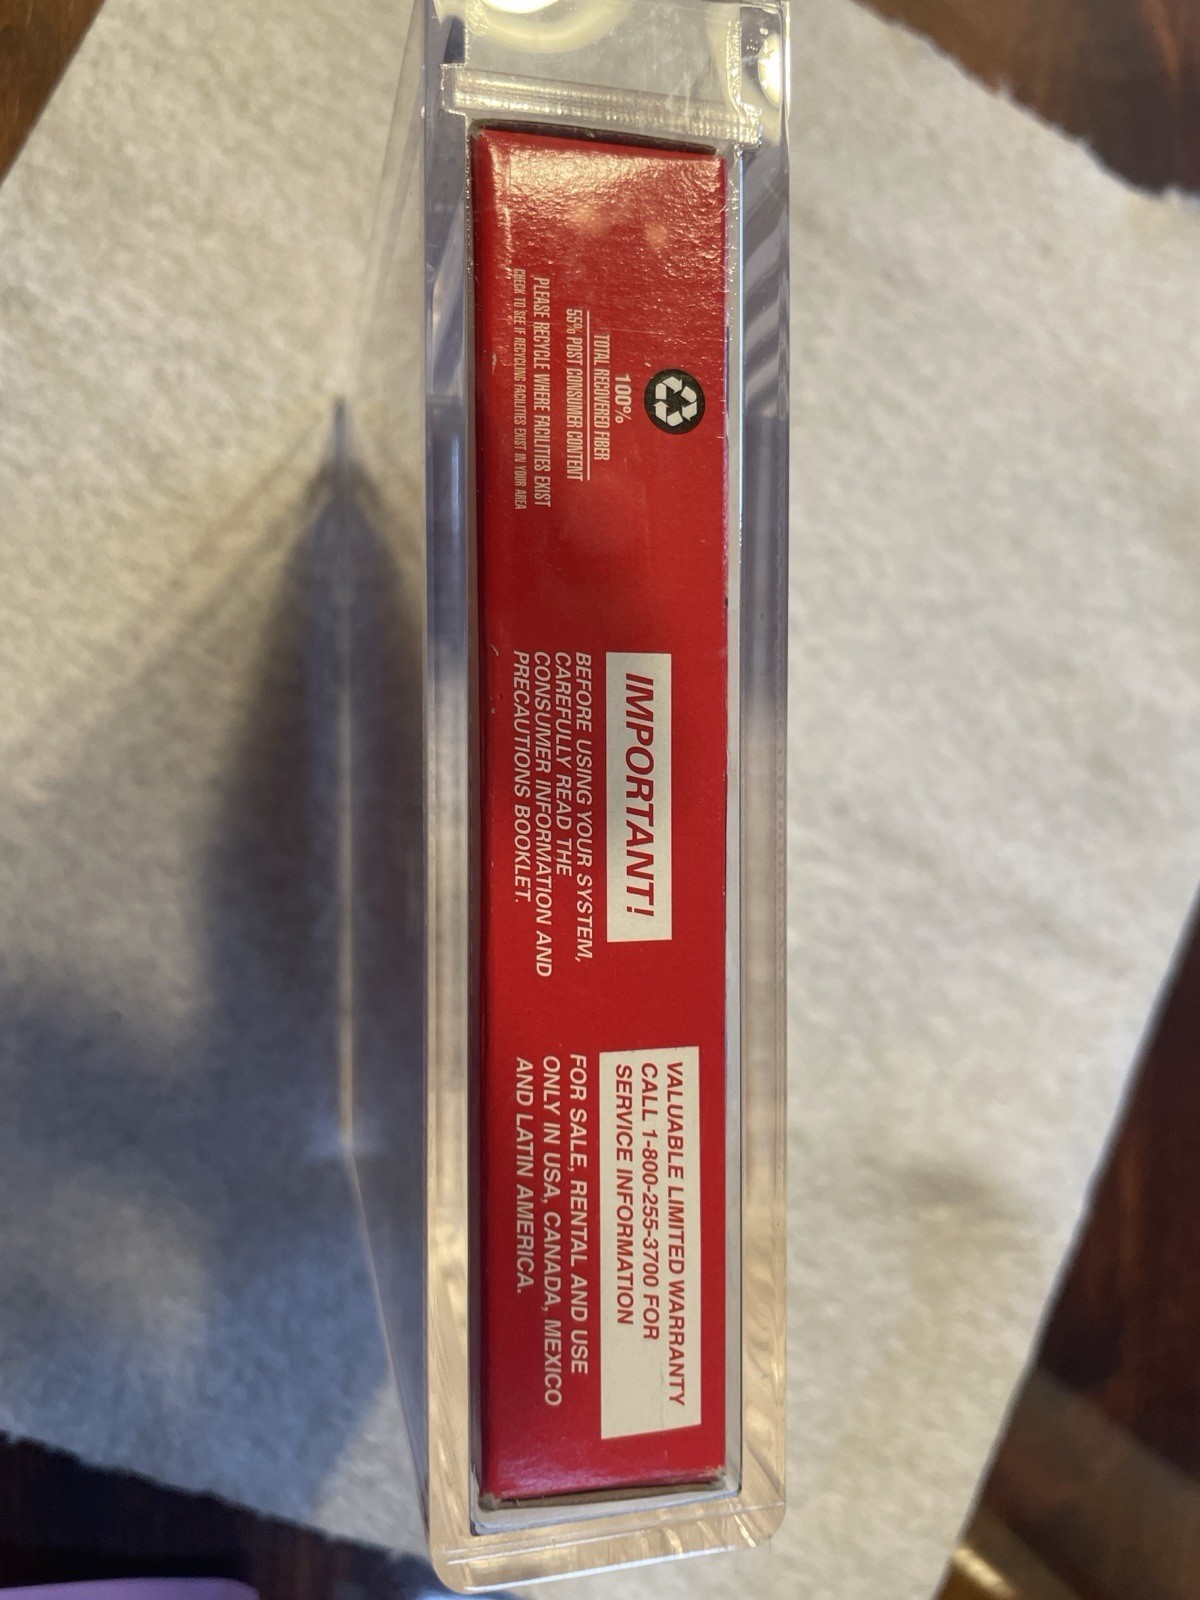 100%
TOTAL RECOVERED FIBER
55% POST CONSUMER CONTENT
PLEASE RECYCLE WHERE FACILITIES EXIST
CHECK TO SEE IF RECYCLING FACILITIES EXIST IN YOUR AREA
IMPORTANT!
BEFORE USING YOUR SYSTEM,
CAREFULLY READ THE
CONSUMER INFORMATION AND
PRECAUTIONS BOOKLET.
VALUABLE LIMITED WARRANTY
CALL 1-800-255-3700 FOR
SERVICE INFORMATION
FOR SALE, RENTAL AND USE
ONLY IN USA, CANADA, MEXICO
AND LATIN AMERICA.